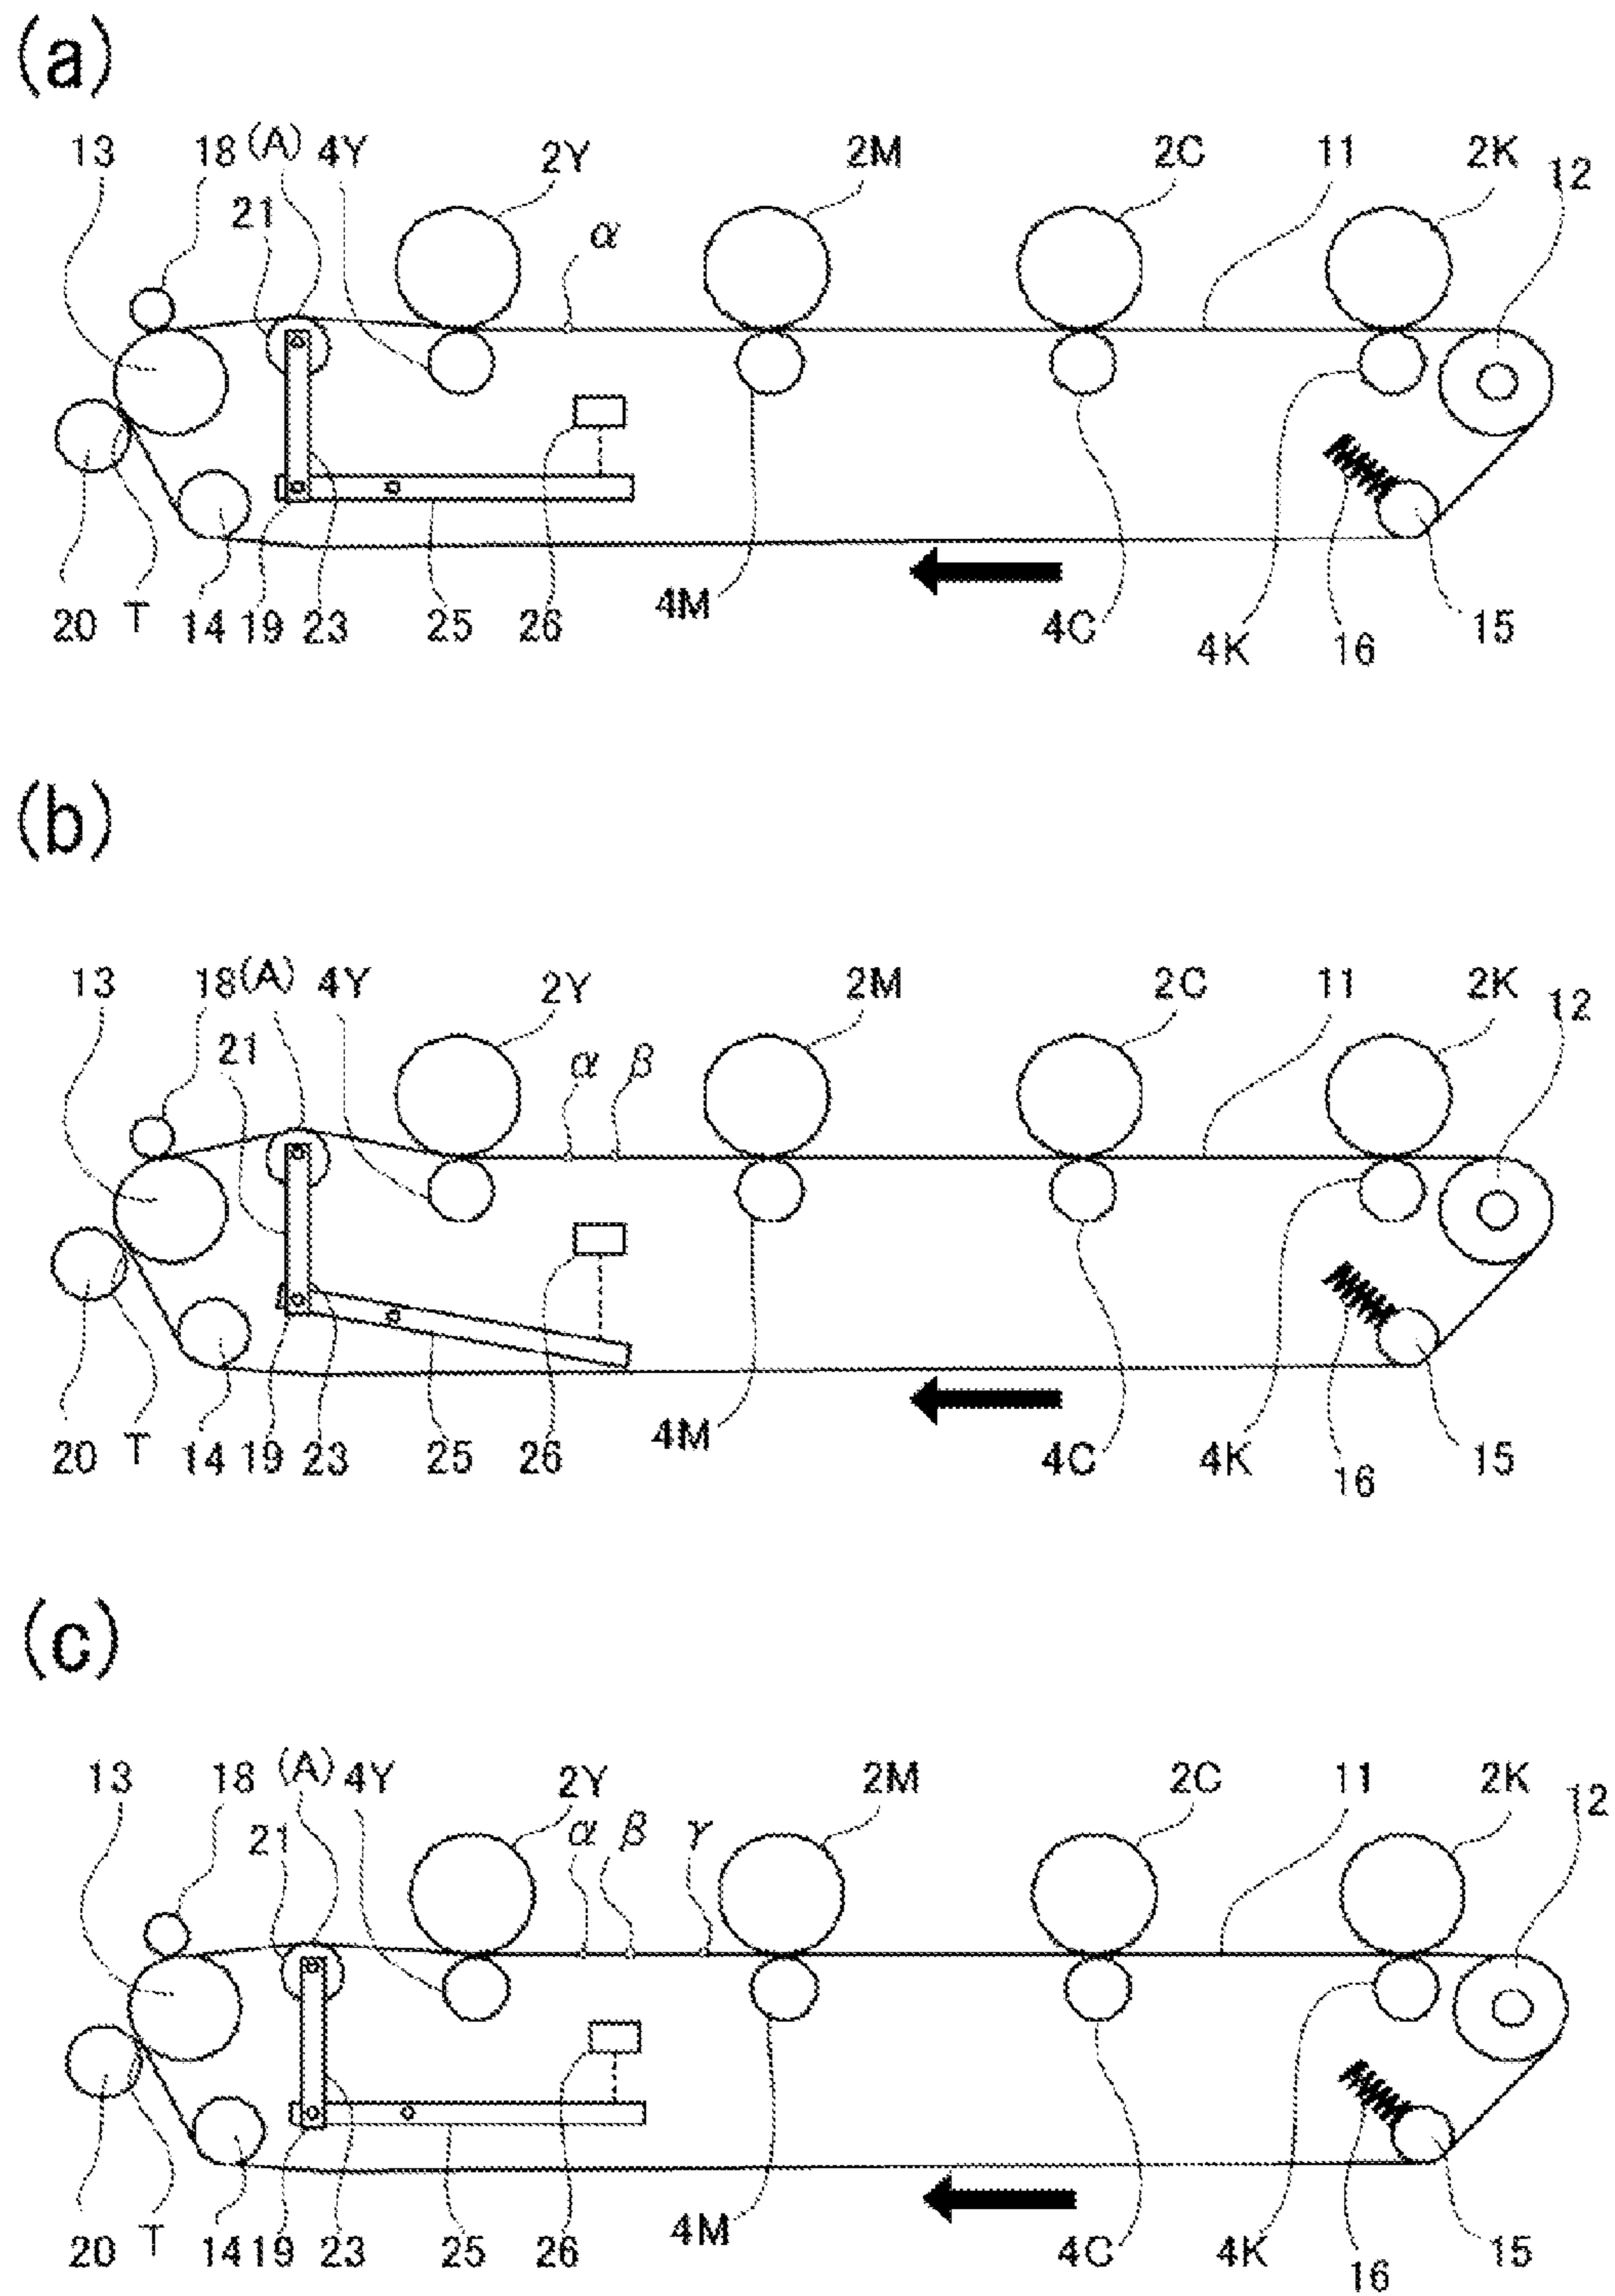 (a)
13 18 (A) 4Y 2Y 2M 2C 11 2K 12
21 α
20 T 14 19 23 25 26 4M 4C 4K 16 15
(b)
13 18 (A) 4Y 2Y 2M 2C 11 2K 12
21 α β
20 T 14 19 23 25 26 4M 4C 4K 16 15
(c)
13 18 (A) 4Y 2Y 2M 2C 11 2K 12
21 α β γ
20 T 14 19 23 25 26 4M 4C 4K 16 15